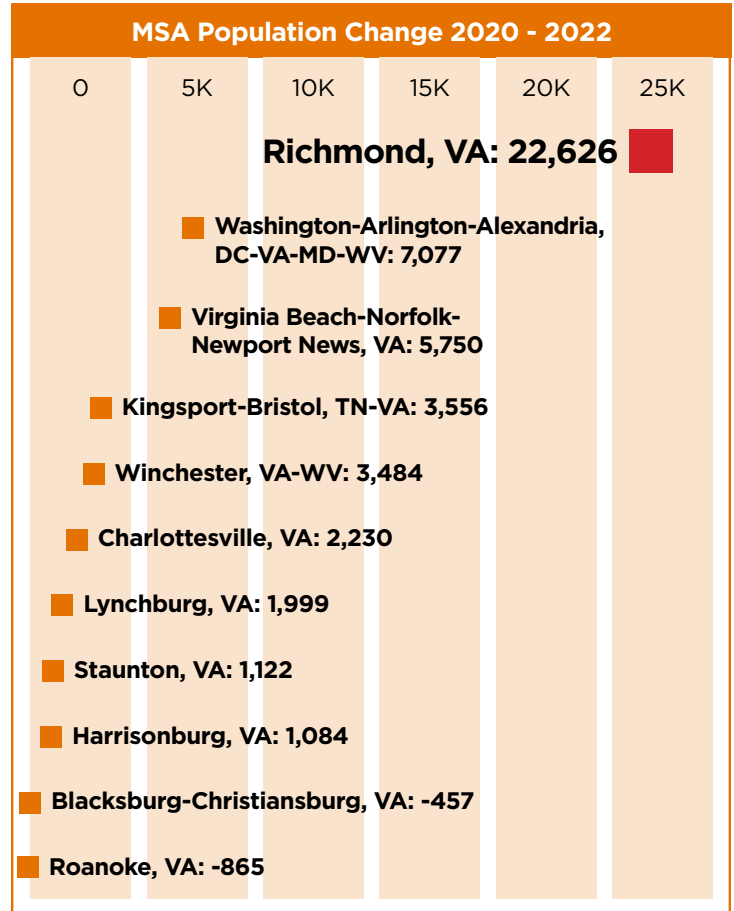 MSA Population Change 2020 - 2022
0 5K 10K 15K 20K 25K
Richmond, VA: 22,626
Washington-Arlington-Alexandria,
DC-VA-MD-WV: 7,077
Virginia Beach-Norfolk-
Newport News, VA: 5,750
Kingsport-Bristol, TN-VA: 3,556
Winchester, VA-WV: 3,484
Charlottesville, VA: 2,230
Lynchburg, VA: 1,999
Staunton, VA: 1,122
Harrisonburg, VA: 1,084
Blacksburg-Christiansburg, VA: -457
Roanoke, VA: -865